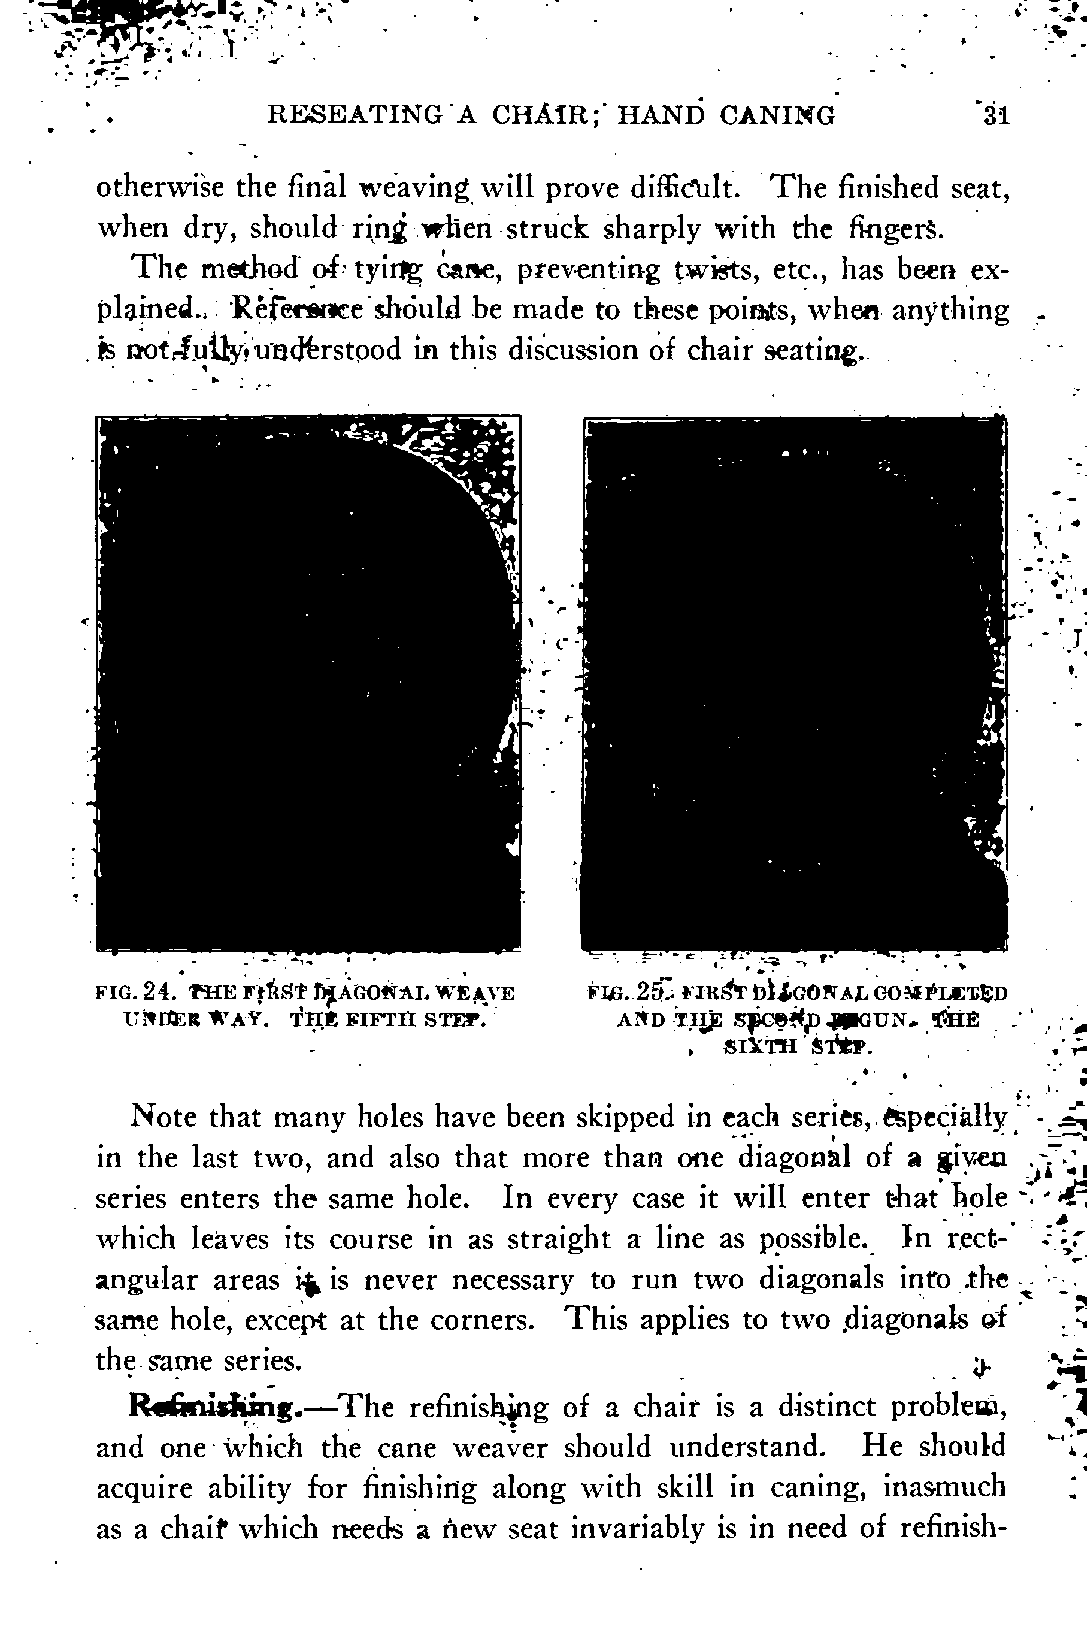 RESEATING A CHAIR; HAND CANING 31
otherwise the final weaving will prove difficult. The finished seat,
when dry, should ring when struck sharply with the fingers.
The method of tying cane, preventing twists, etc., has been ex-
plained. Reference should be made to these points, when anything
is not fully understood in this discussion of chair seating.
FIG. 24. THE FIRST DIAGONAL WEAVE
UNDER WAY. THE FIFTH STEP.
FIG. 25. FIRST DIAGONAL COMPLETED
AND THE SECOND BEGUN. THE
SIXTH STEP.
Note that many holes have been skipped in each series, especially
in the last two, and also that more than one diagonal of a given
series enters the same hole. In every case it will enter that hole
which leaves its course in as straight a line as possible. In rect-
angular areas it is never necessary to run two diagonals into the
same hole, except at the corners. This applies to two diagonals of
the same series.
Refinishing.—The refinishing of a chair is a distinct problem,
and one which the cane weaver should understand. He should
acquire ability for finishing along with skill in caning, inasmuch
as a chair which needs a new seat invariably is in need of refinish-